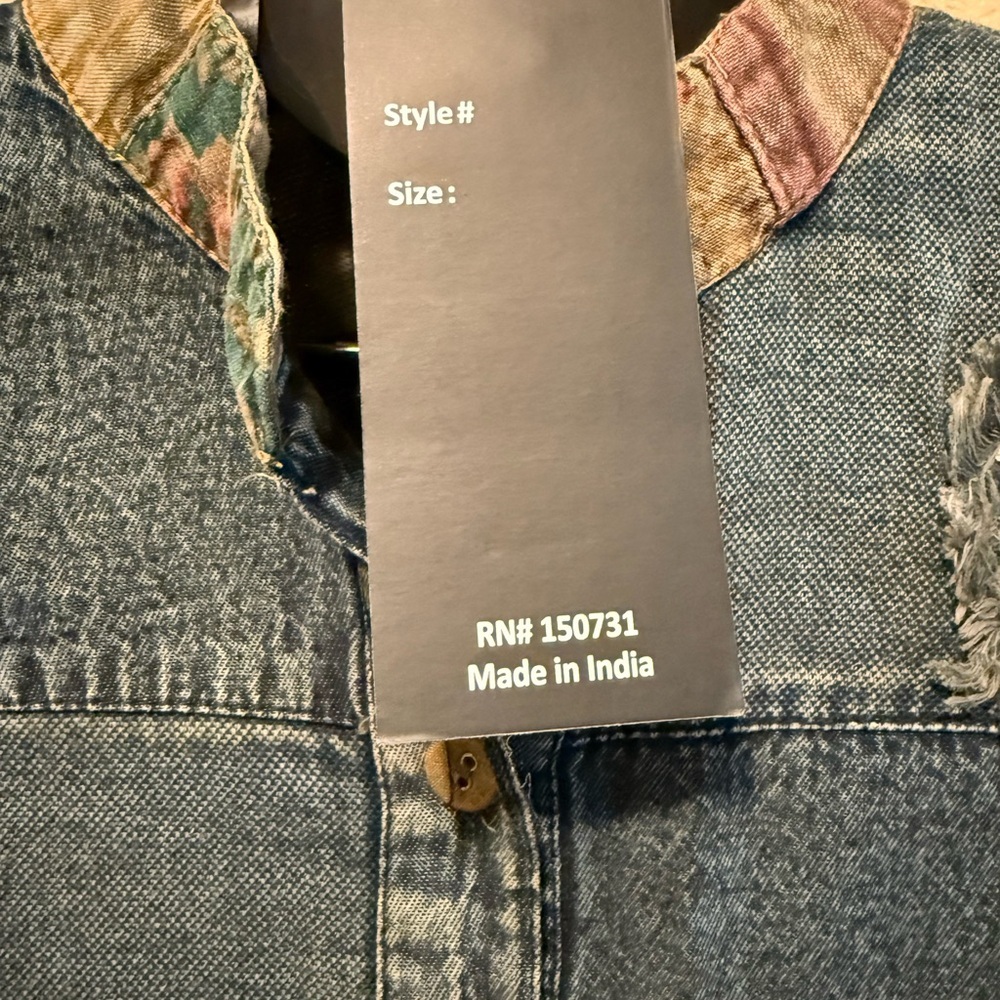 Style #
Size :
RN# 150731
Made in India